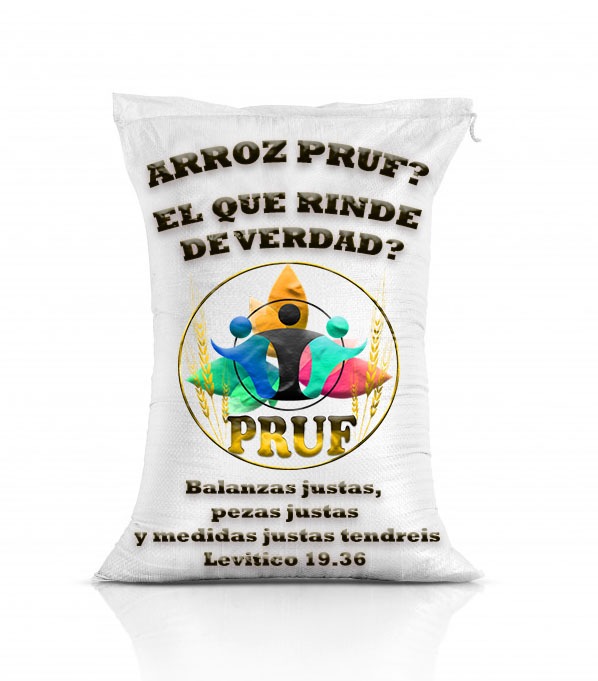 ARROZ PRUF?
EL QUE RINDE
DE VERDAD?
PRUF
Balanzas justas,
pezas justas
y medidas justas tendreis
Levitico 19.36